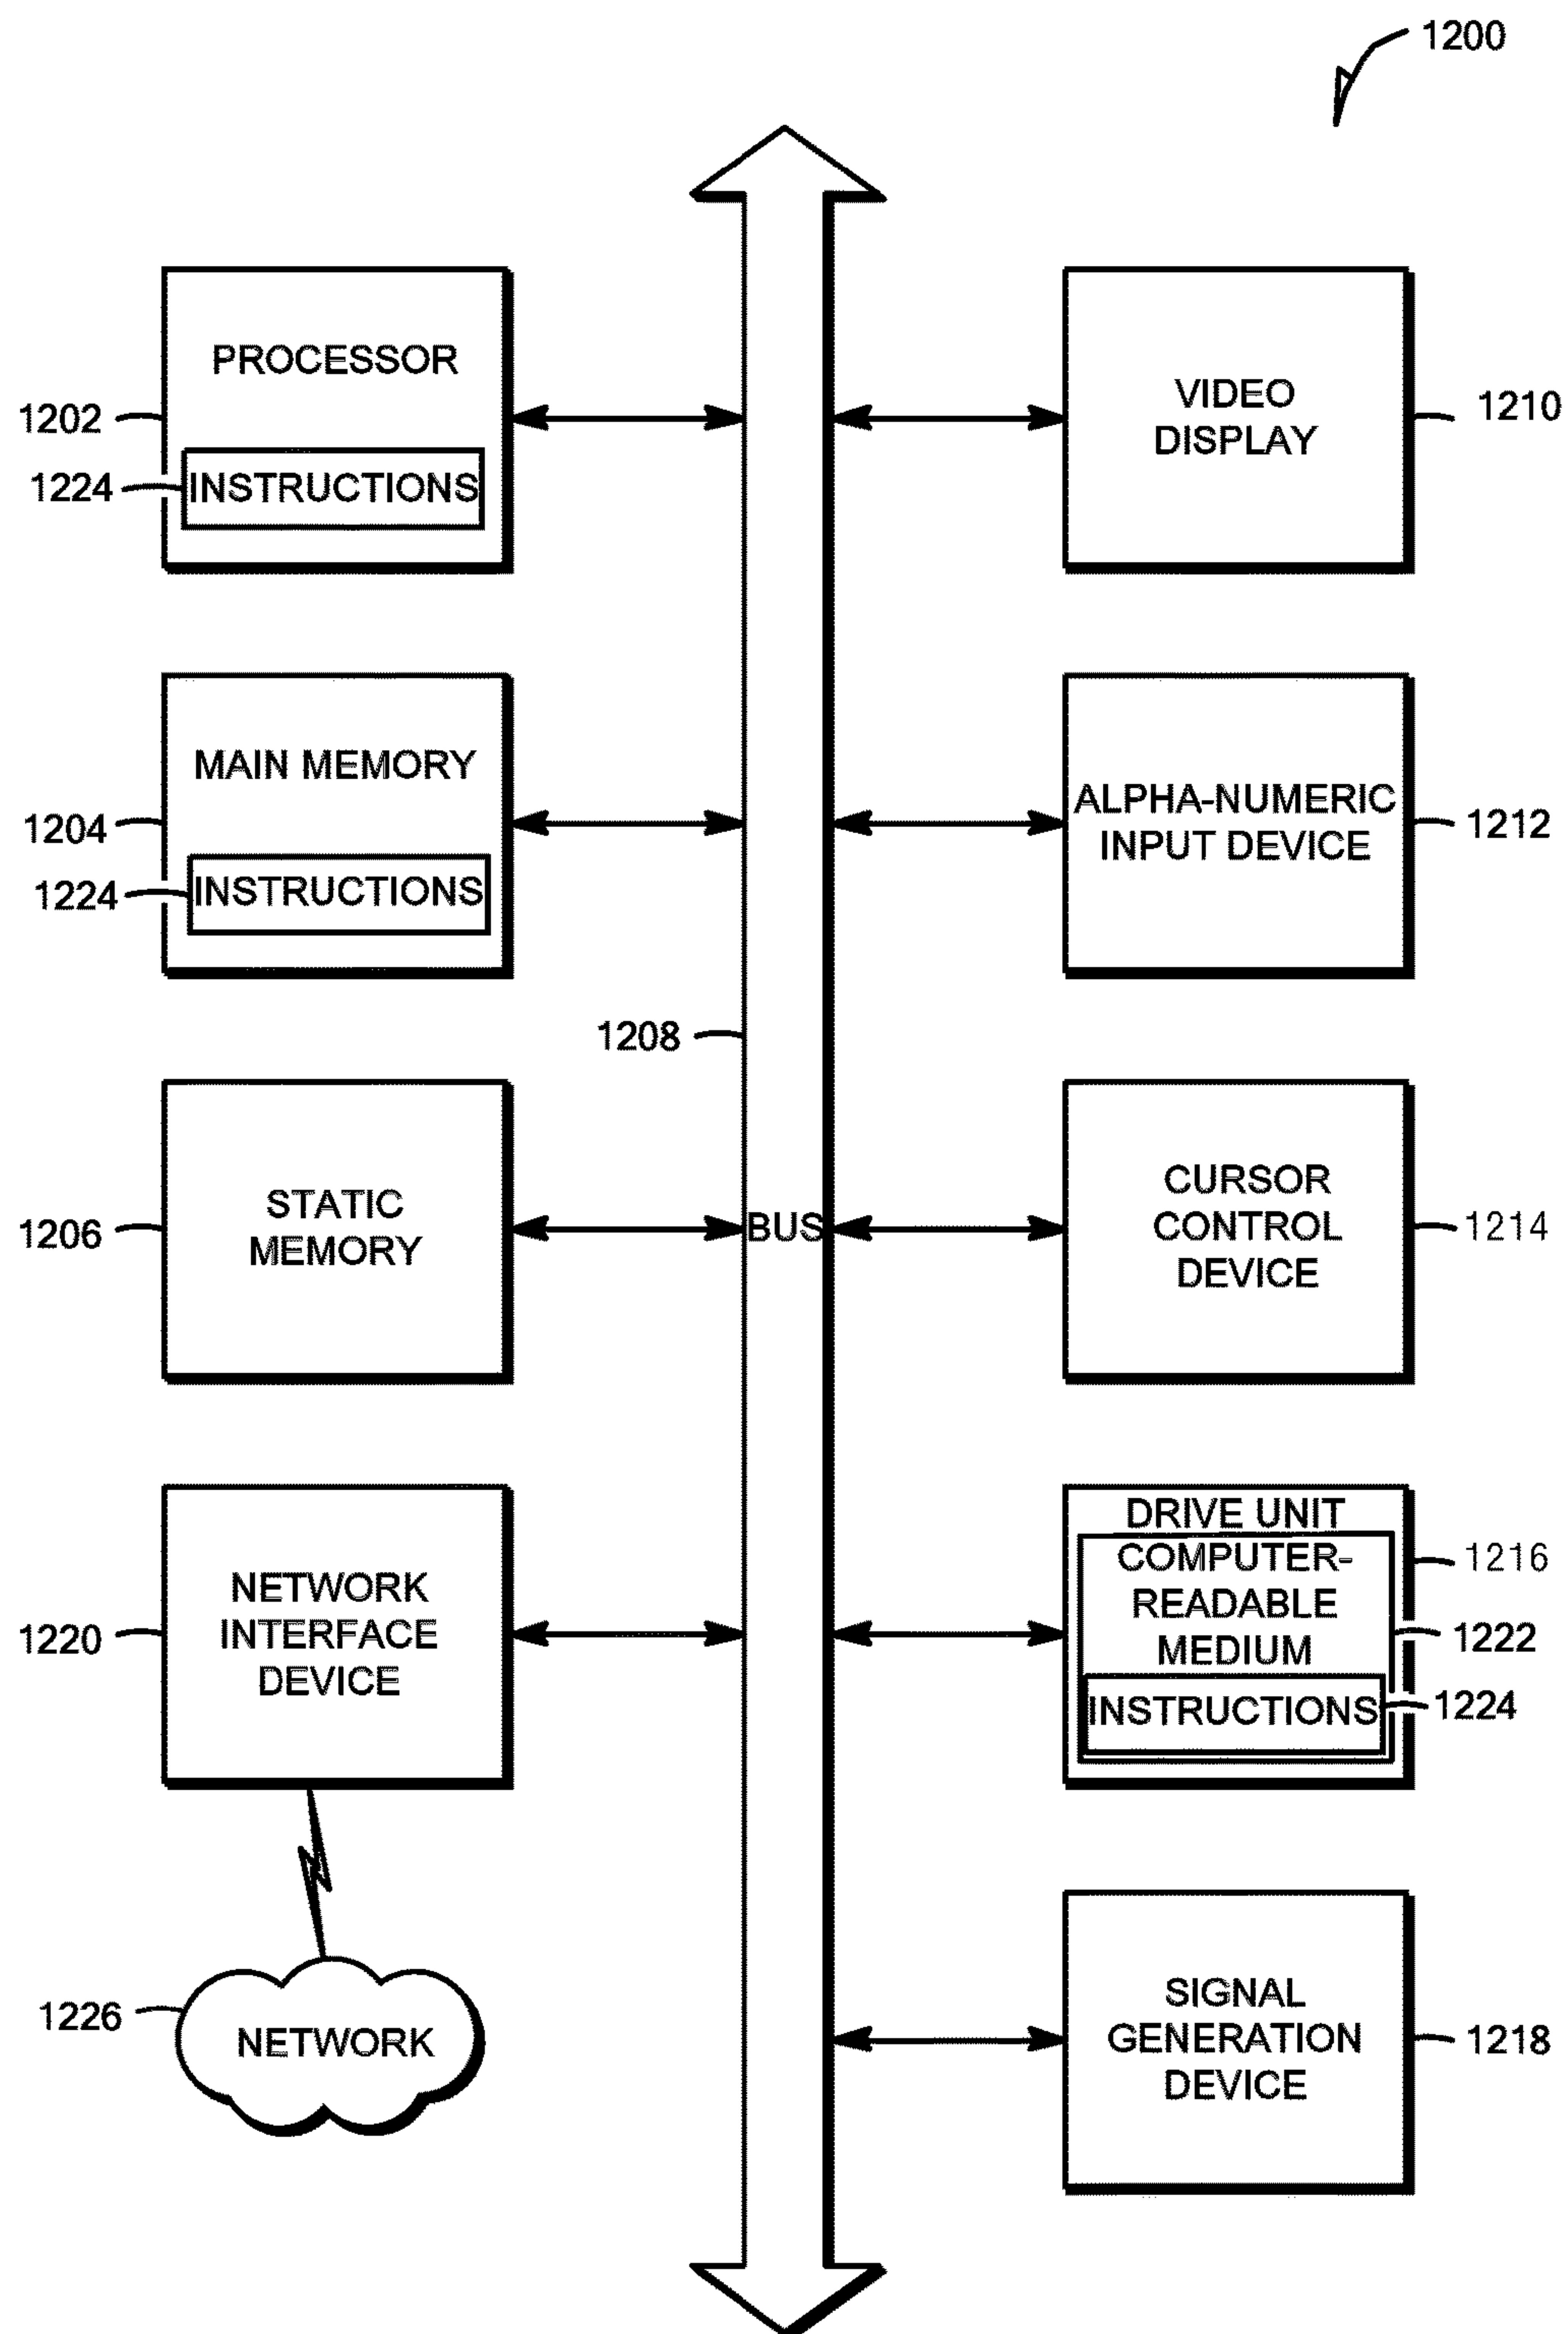 1200
PROCESSOR
1202
1224
INSTRUCTIONS
VIDEO
DISPLAY
1210
MAIN MEMORY
1204
1224
INSTRUCTIONS
ALPHA-NUMERIC
INPUT DEVICE
1212
1208
STATIC
MEMORY
1206
BUS
CURSOR
CONTROL
DEVICE
1214
NETWORK
INTERFACE
DEVICE
1220
DRIVE UNIT
COMPUTER-
READABLE
MEDIUM
1216
1222
INSTRUCTIONS
1224
1226
NETWORK
SIGNAL
GENERATION
DEVICE
1218